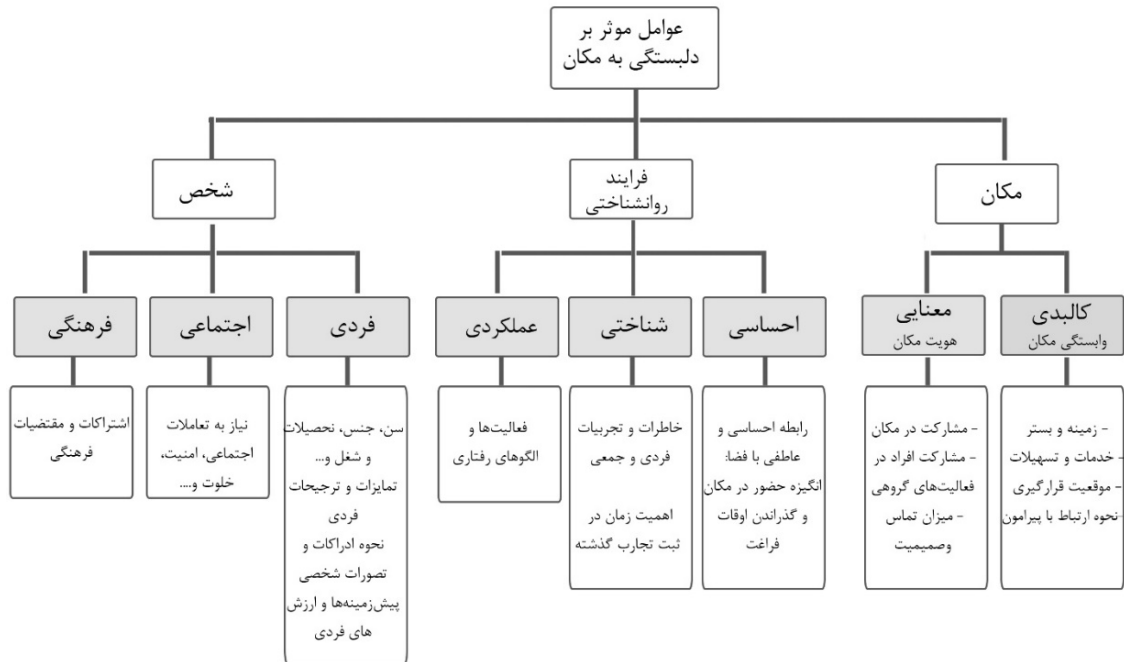 عوامل موثر بر
دلبستگی به مکان
مکان
فرایند
روانشناختی
شخص
کالبدی
وابستگی مکان
معنایی
هویت مکان
احساسی
شناختی
عملکردی
فردی
اجتماعی
فرهنگی
- زمینه و بستر
- خدمات و تسهیلات
- موقعیت قرارگیری
-نحوه ارتباط با پیرامون
- مشارکت در مکان
- مشارکت افراد در
فعالیت‌های گروهی
- میزان تماس
وصمیمیت
رابطه احساسی و
عاطفی با فضا:
انگیزه حضور در مکان
و گذراندن اوقات
فراغت
خاطرات و تجربیات
فردی و جمعی
اهمیت زمان در
ثبت تجارب گذشته
فعالیت‌ها و
الگوهای رفتاری
سن، جنس، نحصیلات
و شغل و...
تمایزات و ترجیحات
فردی
نحوه ادراکات و
تصورات شخصی
پیش‌زمینه‌ها و ارزش
های فردی
نیاز به تعاملات
اجتماعی، امنیت،
خلوت و....
اشتراکات و مقتضیات
فرهنگی